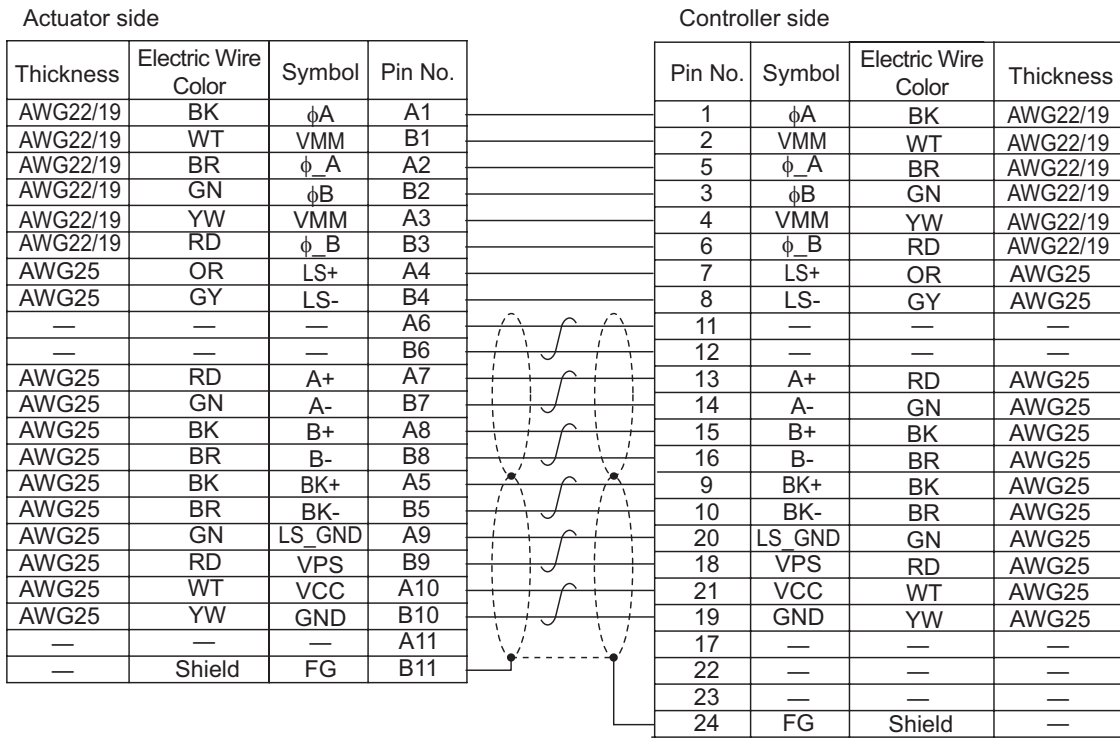 Actuator side Controller side
Thickness Electric Wire Color Symbol Pin No. Pin No. Symbol Electric Wire Color Thickness
AWG22/19 BK ϕA A1 1 ϕA BK AWG22/19
AWG22/19 WT VMM B1 2 VMM WT AWG22/19
AWG22/19 BR ϕ_A A2 5 ϕ_A BR AWG22/19
AWG22/19 GN ϕB B2 3 ϕB GN AWG22/19
AWG22/19 YW VMM A3 4 VMM YW AWG22/19
AWG22/19 RD ϕ_B B3 6 ϕ_B RD AWG22/19
AWG25 OR LS+ A4 7 LS+ OR AWG25
AWG25 GY LS- B4 8 LS- GY AWG25
— — — A6 11 — — —
— — — B6 12 — — —
AWG25 RD A+ A7 13 A+ RD AWG25
AWG25 GN A- B7 14 A- GN AWG25
AWG25 BK B+ A8 15 B+ BK AWG25
AWG25 BR B- B8 16 B- BR AWG25
AWG25 BK BK+ A5 9 BK+ BK AWG25
AWG25 BR BK- B5 10 BK- BR AWG25
AWG25 GN LS_GND A9 20 LS_GND GN AWG25
AWG25 RD VPS B9 18 VPS RD AWG25
AWG25 WT VCC A10 21 VCC WT AWG25
AWG25 YW GND B10 19 GND YW AWG25
— — — A11 17 — — —
— Shield FG B11 22 — — —
23 — — —
24 FG Shield —